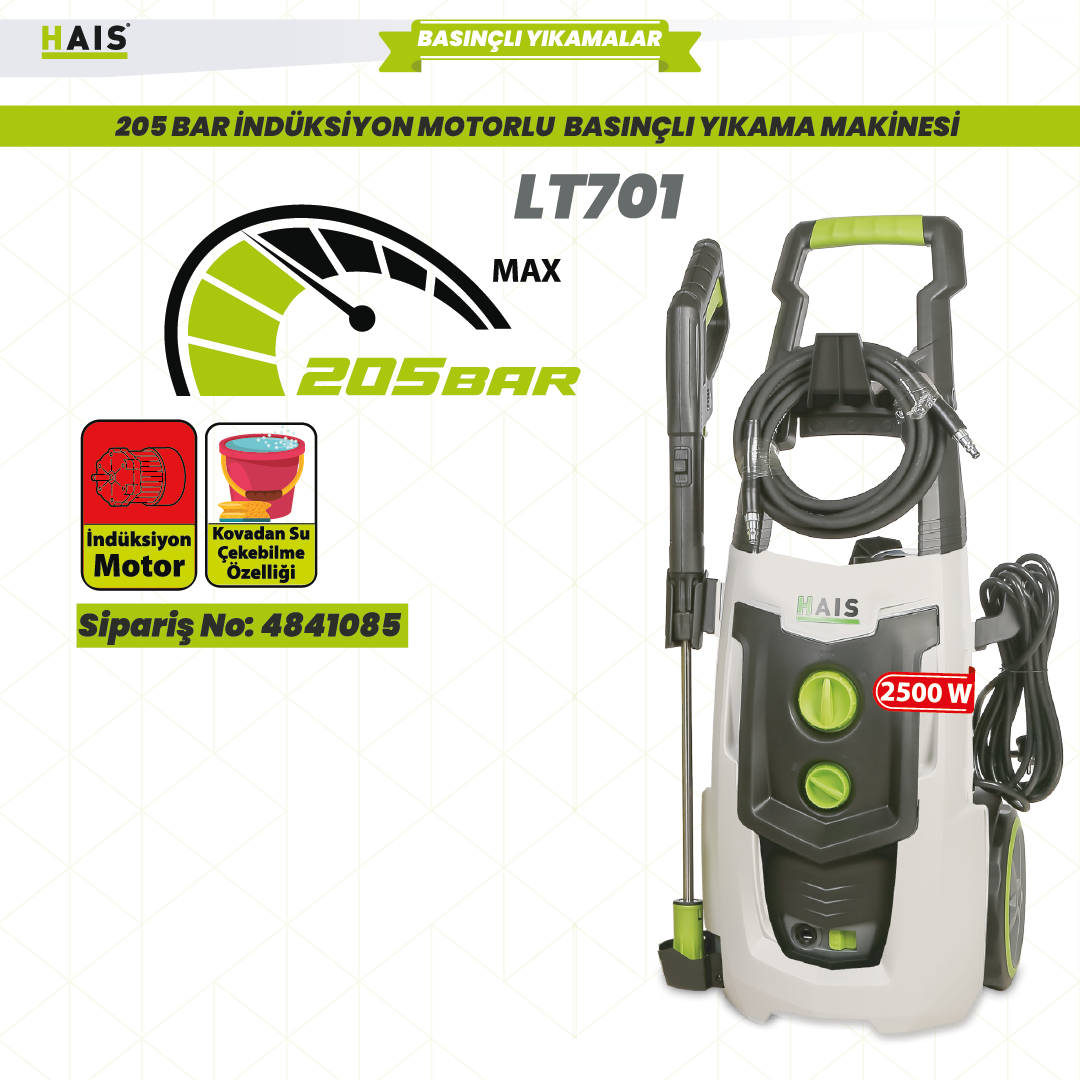 HAIS
BASINÇLI YIKAMALAR
205 BAR İNDÜKSİYON MOTORLU BASINÇLI YIKAMA MAKİNESİ
LT701
MAX
205BAR
İndüksiyon
Motor
Kovadan Su
Çekebilme
Özelliği
Sipariş No: 4841085
HAIS
2500 W